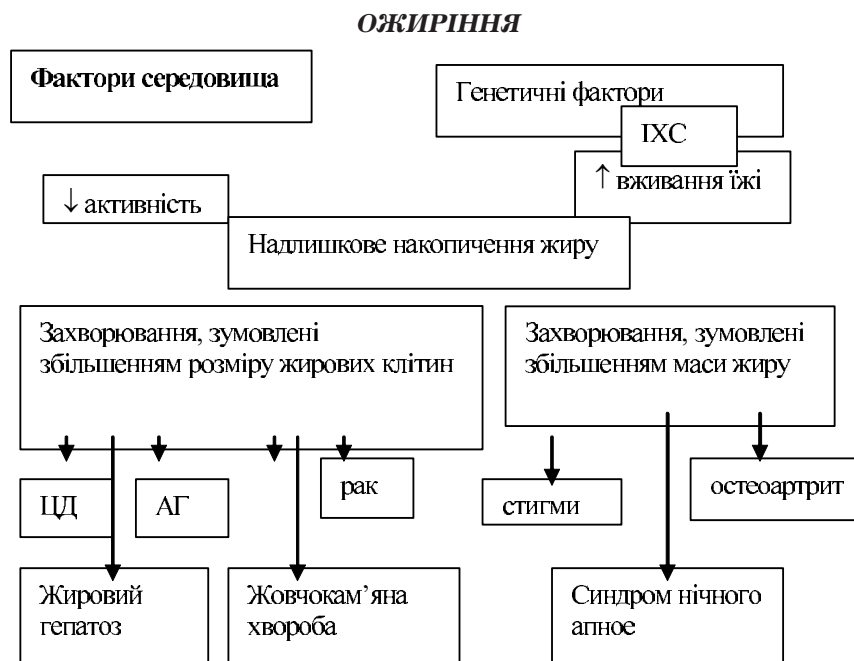 ОЖИРІННЯ
Фактори середовища
Генетичні фактори
ІХС
↑ вживання їжі
↓ активність
Надлишкове накопичення жиру
Захворювання, зумовлені
збільшенням розміру жирових клітин
Захворювання, зумовлені
збільшенням маси жиру
ЦД
АГ
рак
стигми
остеоартрит
Жировий
гепатоз
Жовчокам’яна
хвороба
Синдром нічного
апноє